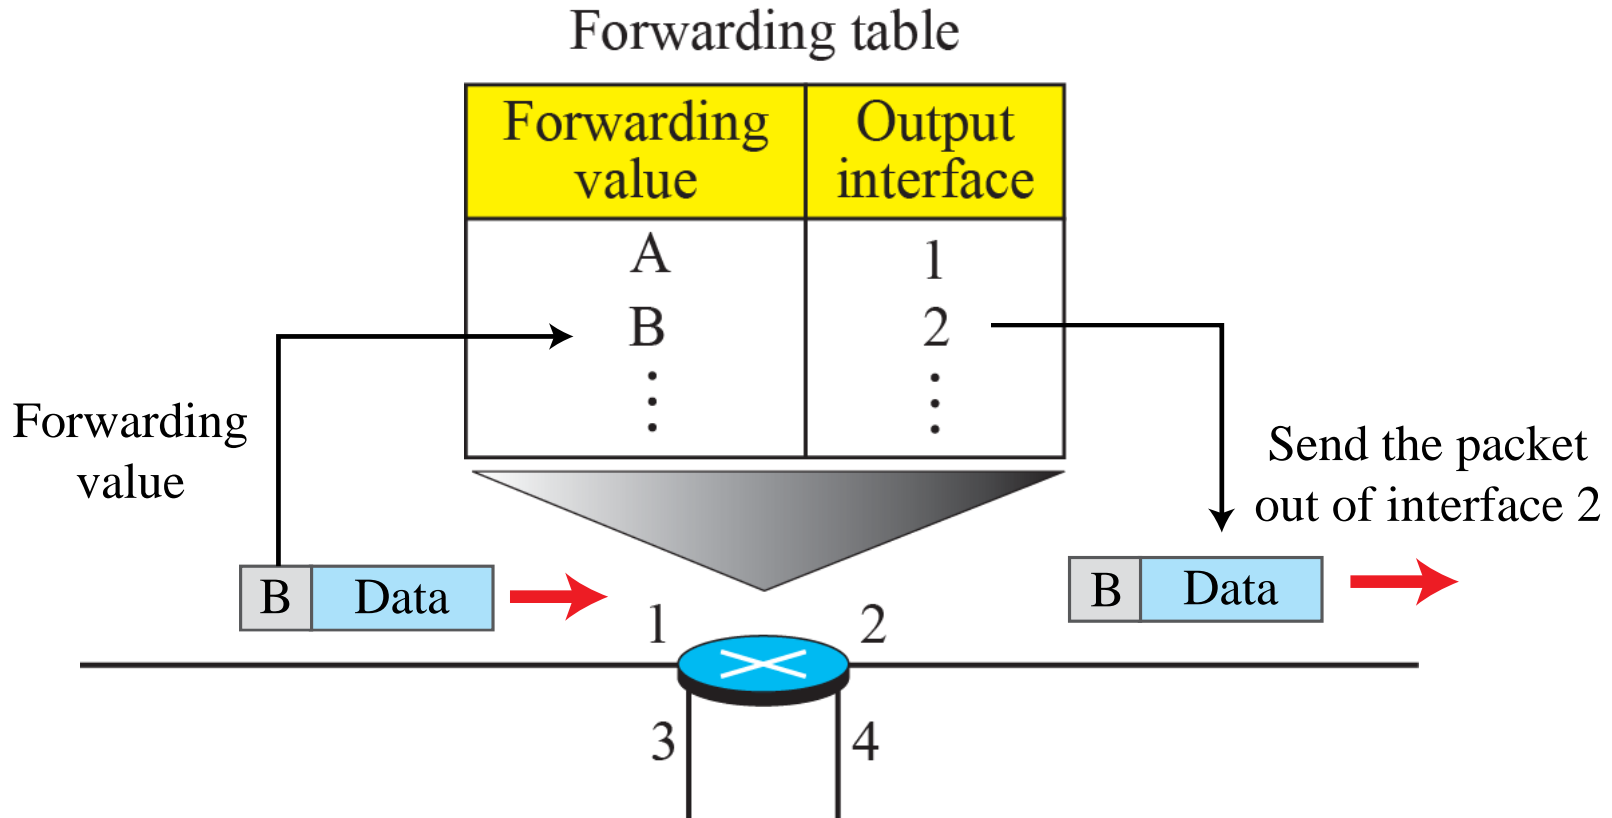 Forwarding table
Forwarding
value
Output
interface
A
1
B
2
Forwarding
value
Send the packet
out of interface 2
B
Data
B
Data
1
2
3
4